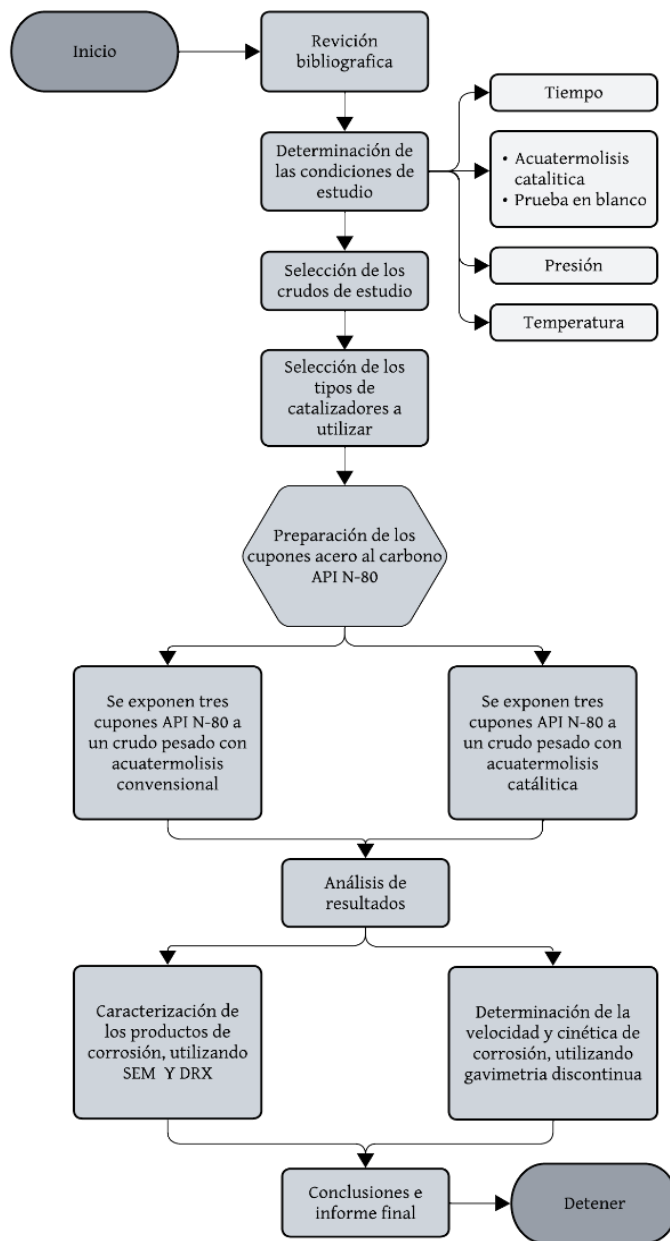 Inicio
Revición
bibliografica
Determinación de
las condiciones de
estudio
Tiempo
• Acuatermolisis
catalitica
• Prueba en blanco
Presión
Temperatura
Selección de los
crudos de estudio
Selección de los
tipos de
catalizadores a
utilizar
Preparación de los
cupones acero al carbono
API N-80
Se exponen tres
cupones API N-80 a
un crudo pesado con
acuatermolisis
convensional
Se exponen tres
cupones API N-80 a
un crudo pesado con
acuatermolisis
catálitica
Análisis de
resultados
Caracterización de
los productos de
corrosión, utilizando
SEM Y DRX
Determinación de la
velocidad y cinética de
corrosión, utilizando
gavimetria discontinua
Conclusiones e
informe final
Detener